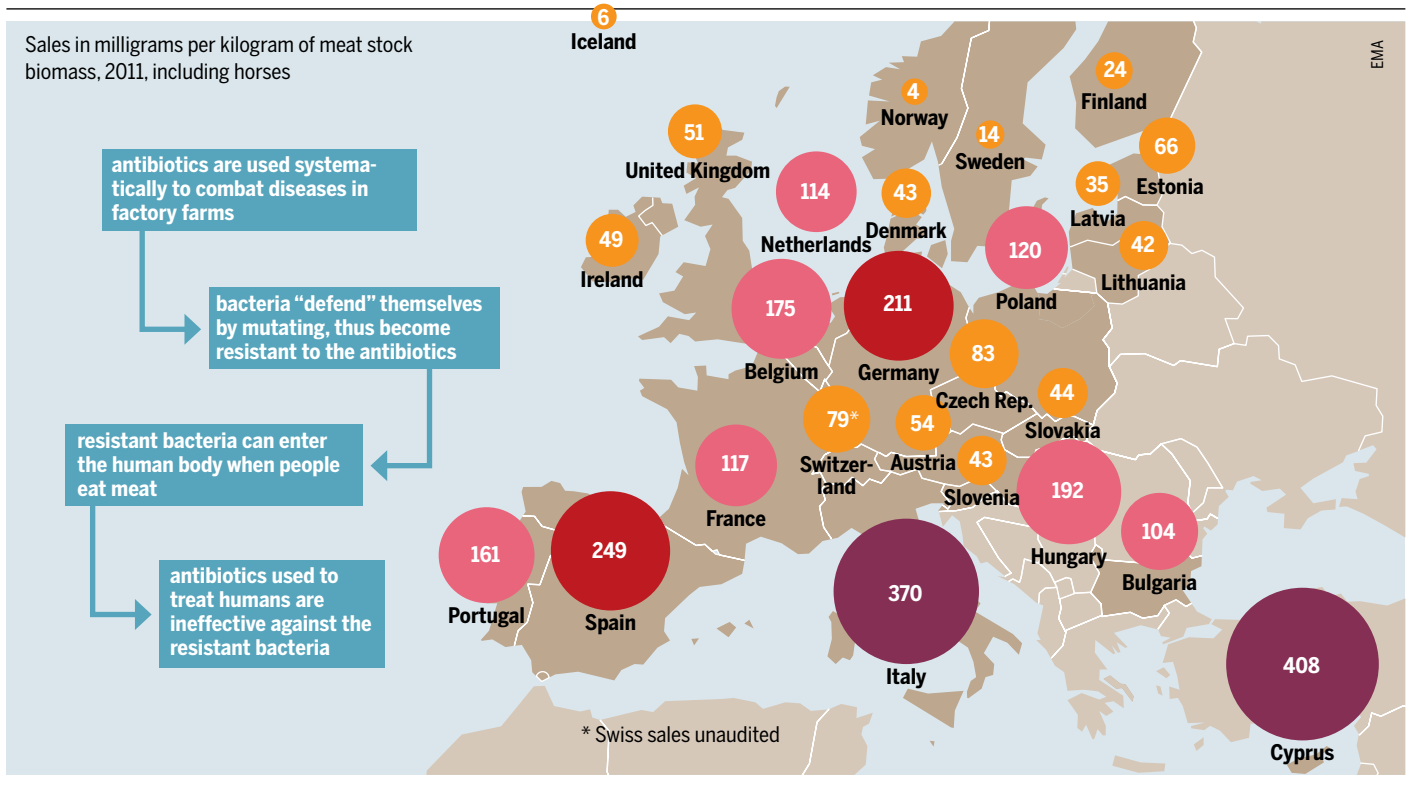 Sales in milligrams per kilogram of meat stock
biomass, 2011, including horses
EMA
antibiotics are used systema-
tically to combat diseases in
factory farms
bacteria “defend” themselves
by mutating, thus become
resistant to the antibiotics
resistant bacteria can enter
the human body when people
eat meat
antibiotics used to
treat humans are
ineffective against the
resistant bacteria
6
Iceland
4
Norway
14
Sweden
24
Finland
51
United Kingdom
66
Estonia
114
Netherlands
43
Denmark
35
Latvia
49
Ireland
120
Poland
42
Lithuania
175
Belgium
211
Germany
83
Czech Rep.
44
Slovakia
79*
Switzer-
land
54
Austria
43
Slovenia
117
France
192
Hungary
104
Bulgaria
161
Portugal
249
Spain
370
Italy
408
Cyprus
* Swiss sales unaudited